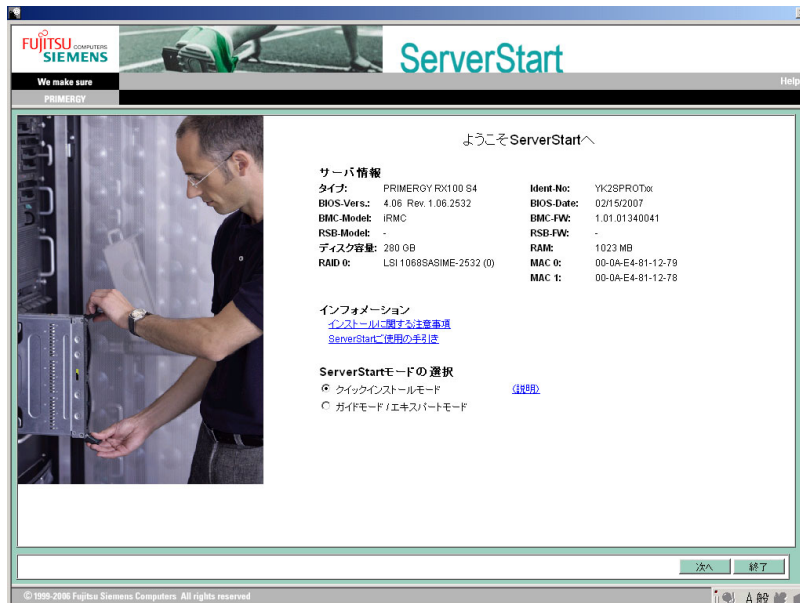 FUJITSU COMPUTERS
SIEMENS
ServerStart
We make sure
Help
PRIMERGY
ようこそServerStartへ
サーバ情報
タイプ: PRIMERGY RX100 S4 Ident-No: YK2SPROTxx
BIOS-Vers.: 4.06 Rev. 1.06.2532 BIOS-Date: 02/15/2007
BMC-Model: iRMC BMC-FW: 1.01.01340041
RSB-Model: - RSB-FW: -
ディスク容量: 280 GB RAM: 1023 MB
RAID 0: LSI 1068SASIME-2532 (0) MAC 0: 00-0A-E4-81-12-79
MAC 1: 00-0A-E4-81-12-78
インフォメーション
インストールに関する注意事項
ServerStartご使用の手引き
ServerStartモードの選択
クイックインストールモード (説明)
ガイドモード / エキスパートモード
次へ 終了
© 1999-2006 Fujitsu Siemens Computers All rights reserved
A 般